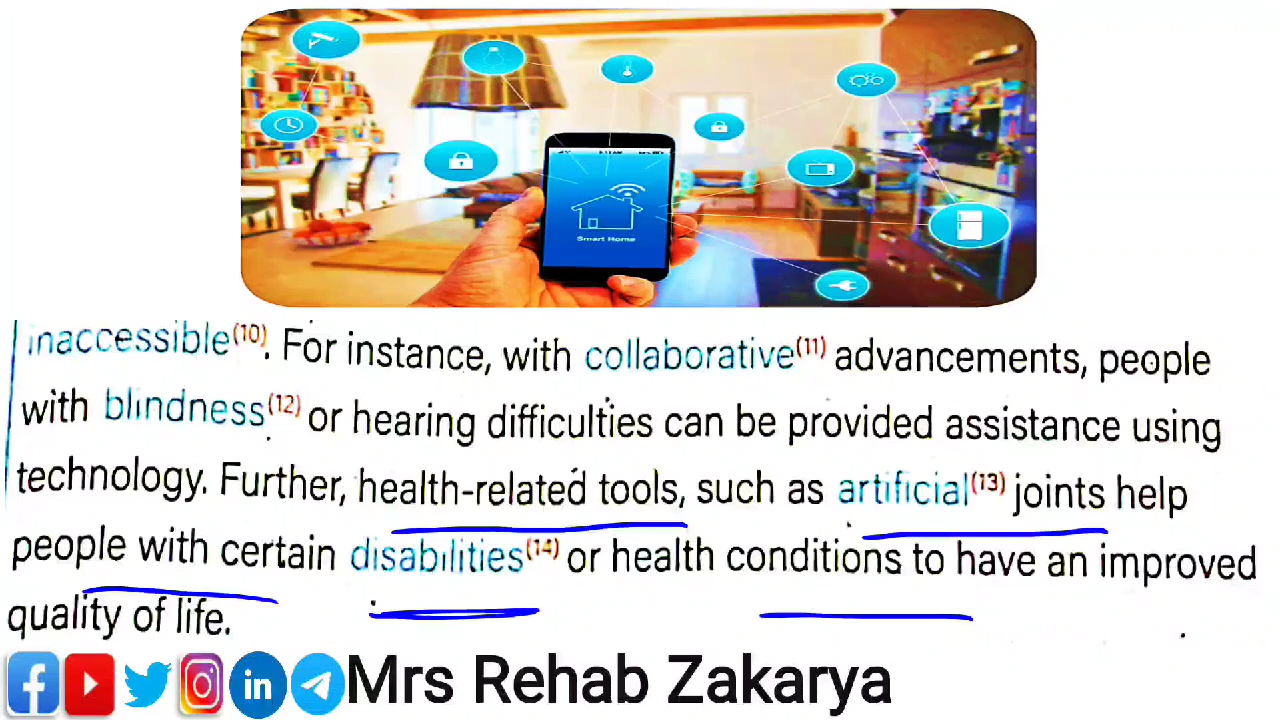 Smart Home
inaccessible(10). For instance, with collaborative(11) advancements, people
with blindness(12) or hearing difficulties can be provided assistance using
technology. Further, health-related tools, such as artificial(13) joints help
people with certain disabilities(14) or health conditions to have an improved
quality of life.
Mrs Rehab Zakarya